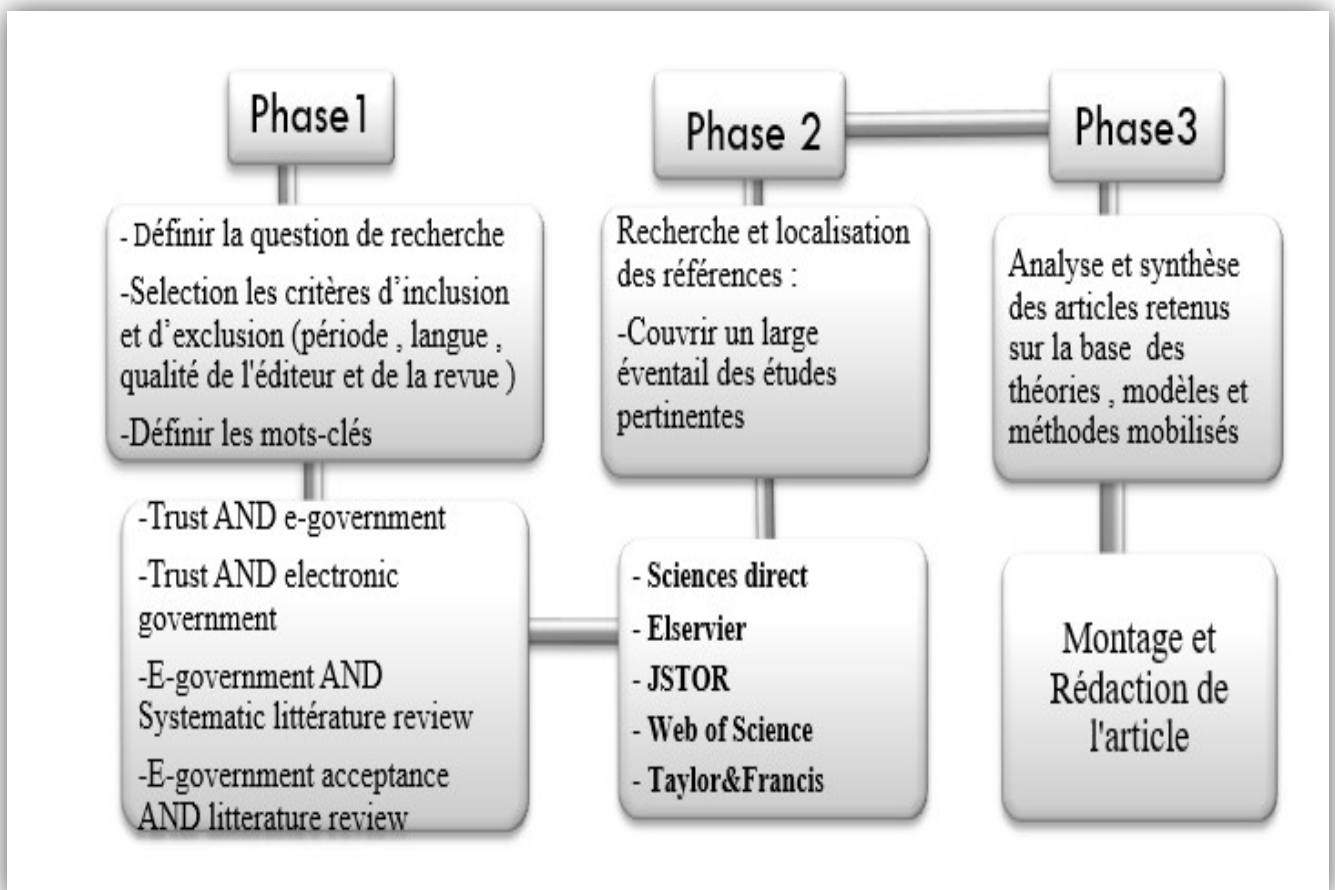 Phase1
- Définir la question de recherche
-Selection les critères d’inclusion
et d’exclusion (période , langue ,
qualité de l'éditeur et de la revue )
-Définir les mots-clés
-Trust AND e-government
-Trust AND electronic
government
-E-government AND
Systematic littérature review
-E-government acceptance
AND litterature review
Phase 2
Recherche et localisation
des références :
-Couvrir un large
éventail des études
pertinentes
- Sciences direct
- Elservier
- JSTOR
- Web of Science
- Taylor&Francis
Phase3
Analyse et synthèse
des articles retenus
sur la base des
théories , modèles et
méthodes mobilisés
Montage et
Rédaction de
l'article